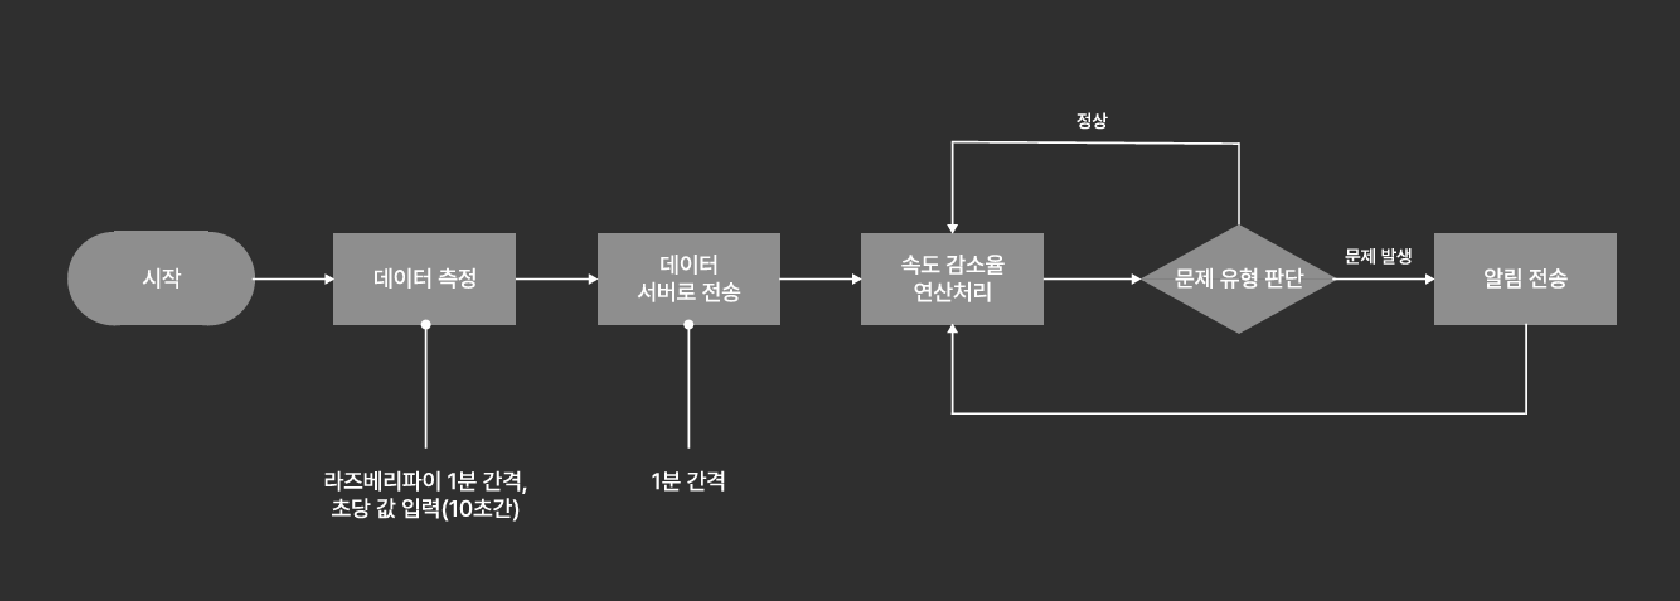 정상
시작
데이터 측정
데이터
서버로 전송
속도 감소율
연산처리
문제 유형 판단
문제 발생
알림 전송
라즈베리파이 1분 간격,
초당 값 입력(10초간)
1분 간격